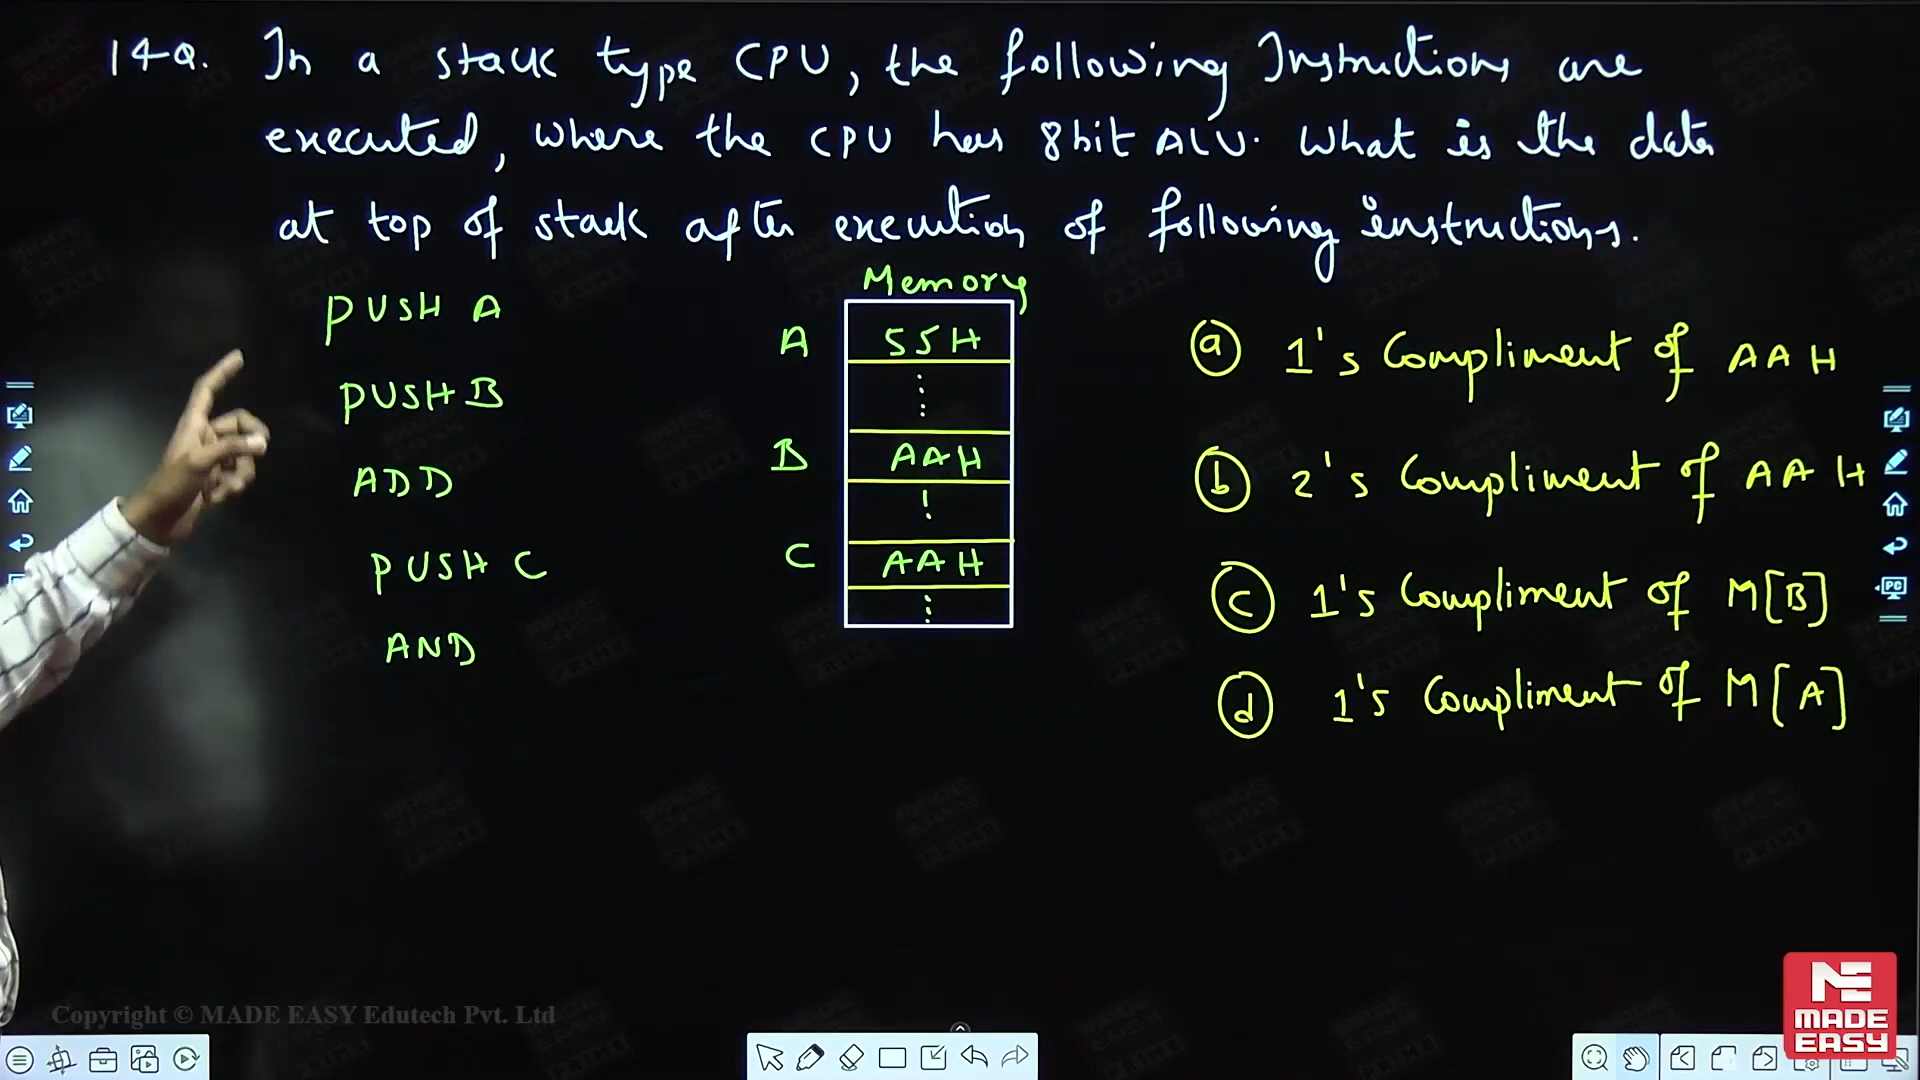 14Q. In a stack type CPU, the following Instructions are
executed, where the CPU has 8bit ALU. What is the data
at top of stack after execution of following instructions.
PUSH A
PUSH B
ADD
PUSH C
AND
Memory
A 55H
B AAH
C AAH
(a) 1's Compliment of AAH
(b) 2's Compliment of AAH
(c) 1's Compliment of M[B]
(d) 1's Compliment of M[A]
PC
Copyright © MADE EASY Edutech Pvt. Ltd
MADE
EASY